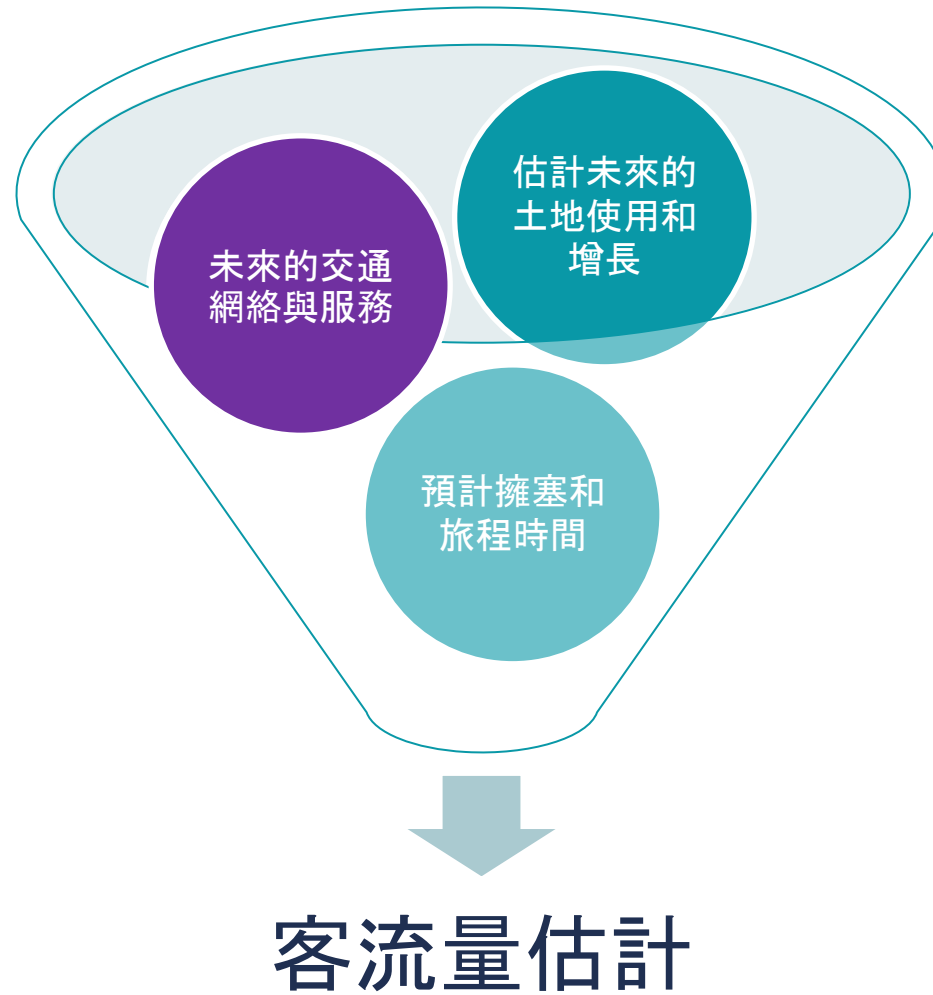 估計未來的
土地使用和
增長
未來的交通
網絡與服務
預計擁塞和
旅程時間
客流量估計